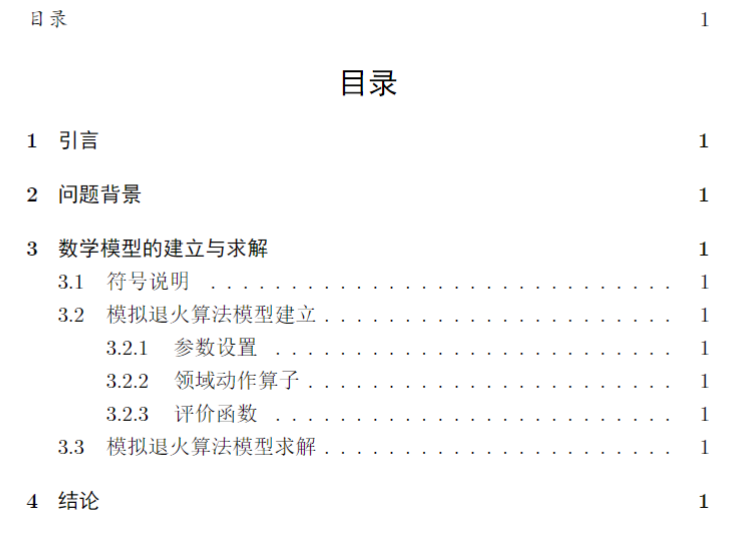 目录 1
目录
1 引言 1
2 问题背景 1
3 数学模型的建立与求解 1
3.1 符号说明 . . . . . . . . . . . . . . . . . . . . . . . . . . . . . 1
3.2 模拟退火算法模型建立 . . . . . . . . . . . . . . . . . . . . . . 1
3.2.1 参数设置 . . . . . . . . . . . . . . . . . . . . . . . . . 1
3.2.2 领域动作算子 . . . . . . . . . . . . . . . . . . . . . . . 1
3.2.3 评价函数 . . . . . . . . . . . . . . . . . . . . . . . . . 1
3.3 模拟退火算法模型求解 . . . . . . . . . . . . . . . . . . . . . . 1
4 结论 1